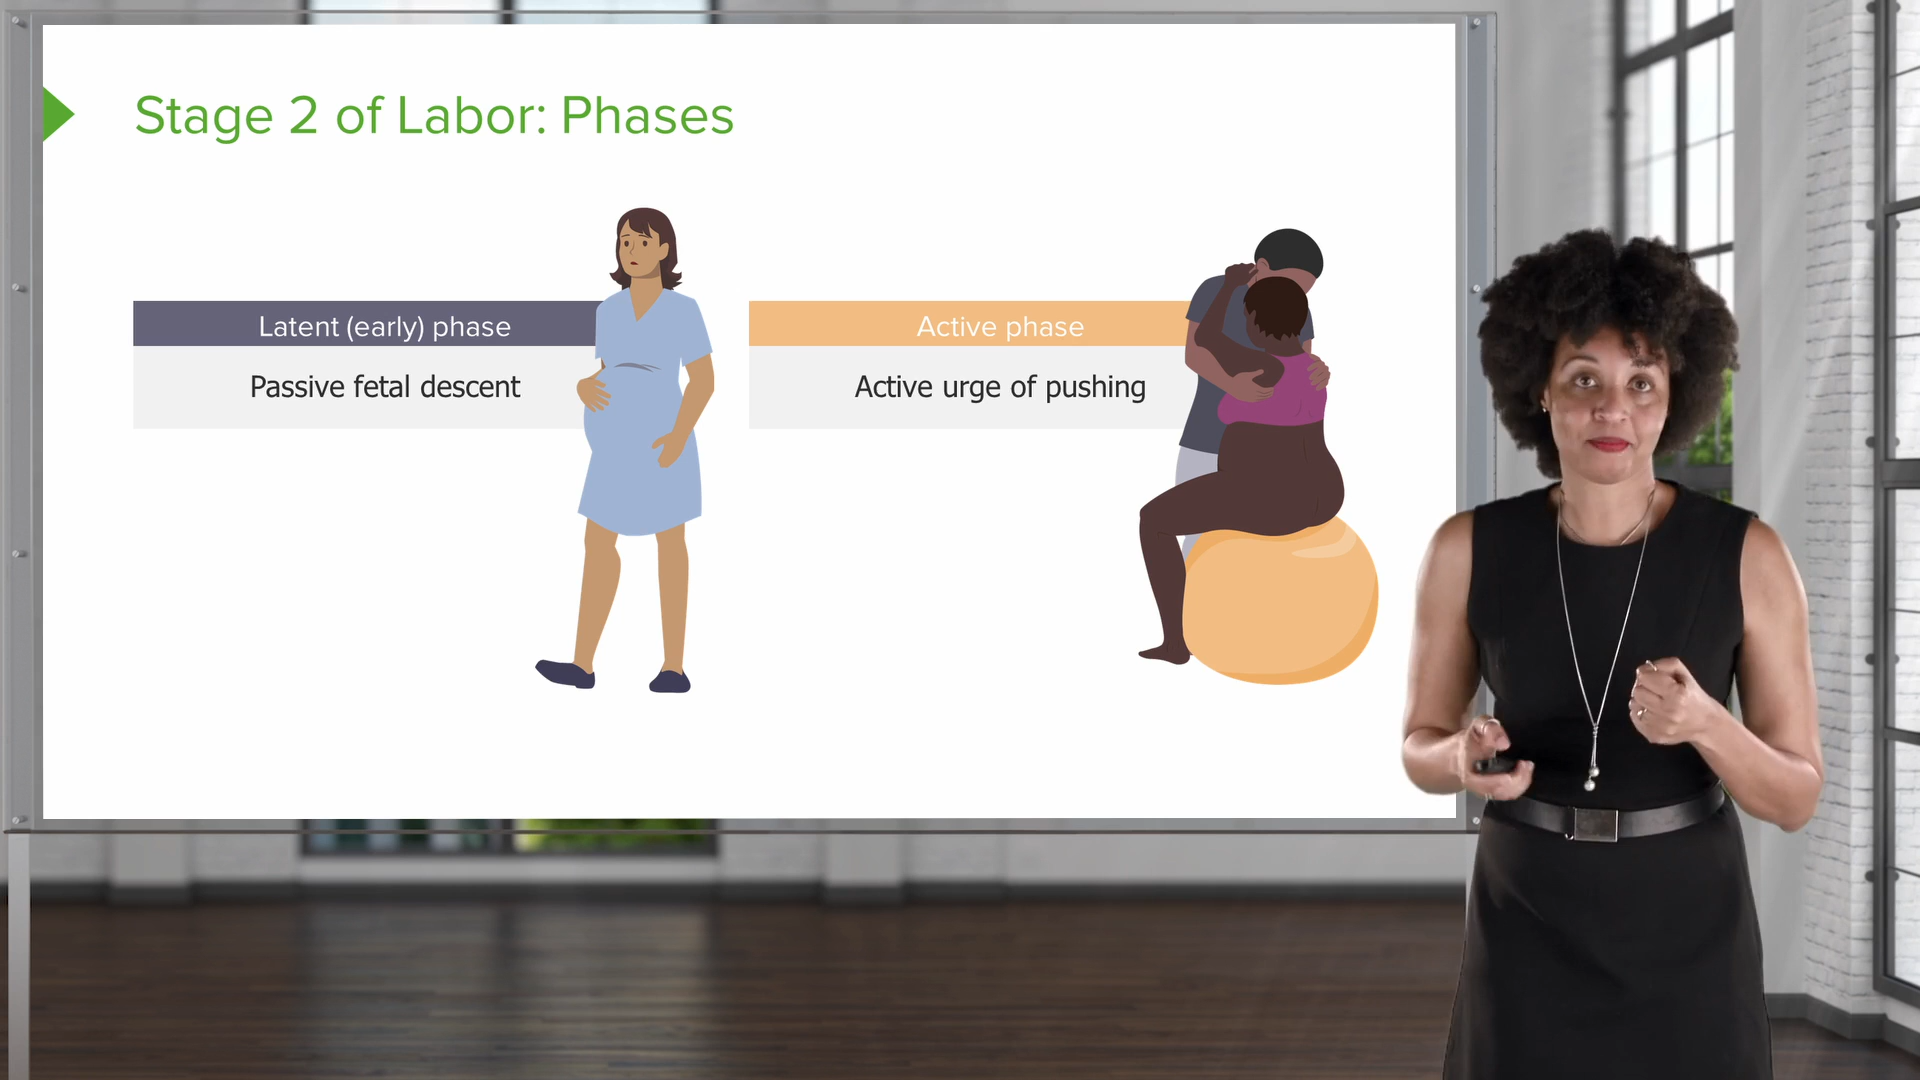 Stage 2 of Labor: Phases
Latent (early) phase
Passive fetal descent
Active phase
Active urge of pushing